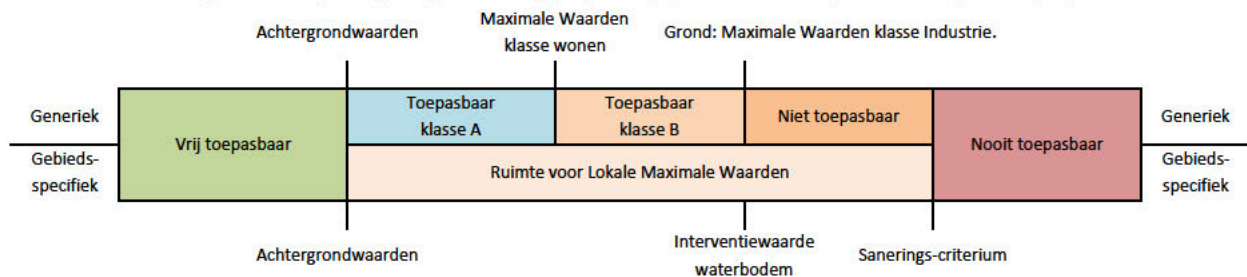 Achtergrondwaarden
Maximale Waarden
klasse wonen
Grond: Maximale Waarden klasse Industrie.
Generiek
Gebieds-
specifiek
Vrij toepasbaar
Toepasbaar
klasse A
Toepasbaar
klasse B
Niet toepasbaar
Ruimte voor Lokale Maximale Waarden
Nooit toepasbaar
Generiek
Gebieds-
specifiek
Achtergrondwaarden
Interventiewaarde
waterbodem
Sanerings-criterium